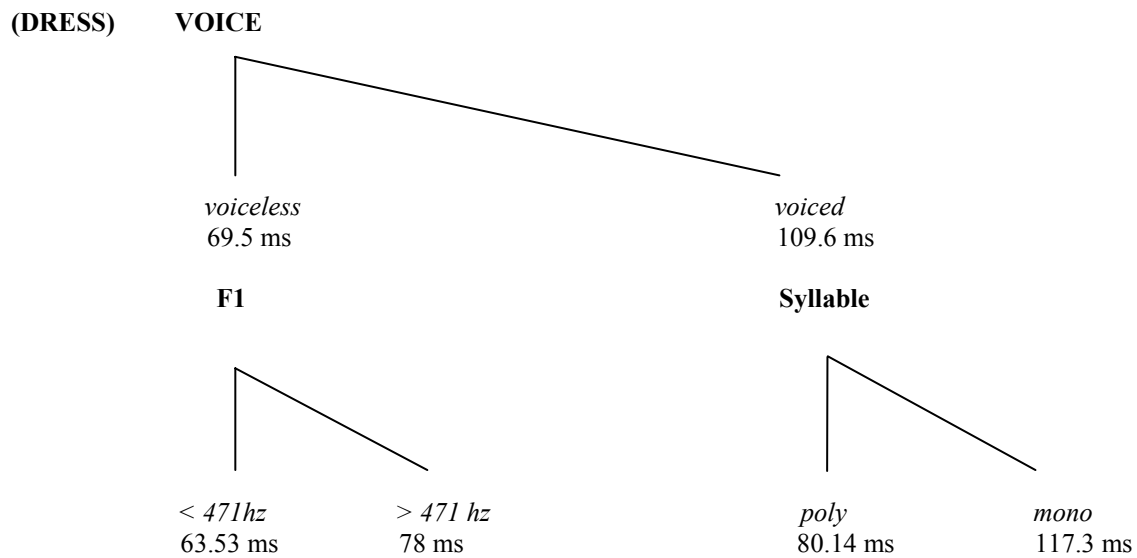 (DRESS) VOICE
voiceless voiced
69.5 ms 109.6 ms
F1 Syllable
< 471hz > 471 hz poly mono
63.53 ms 78 ms 80.14 ms 117.3 ms